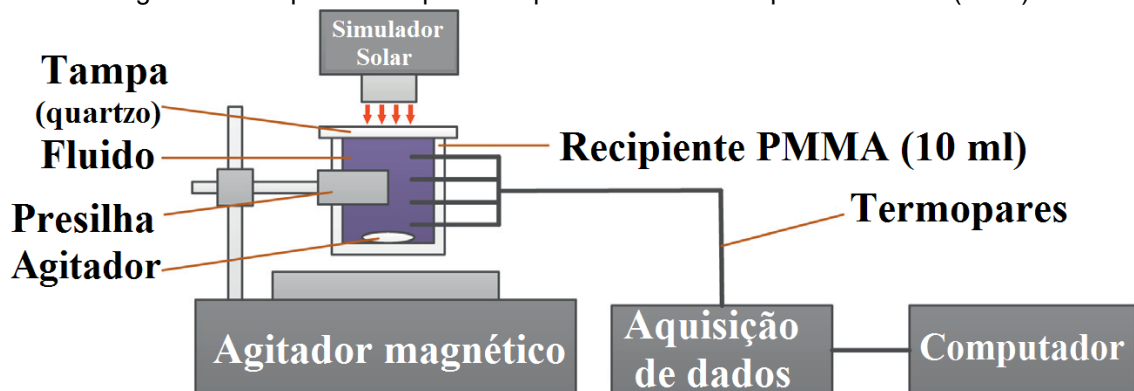 Simulador
Solar
Tampa
(quartzo)
Fluido
Recipiente PMMA (10 ml)
Presilha
Termopares
Agitador
Agitador magnético
Aquisição
de dados
Computador